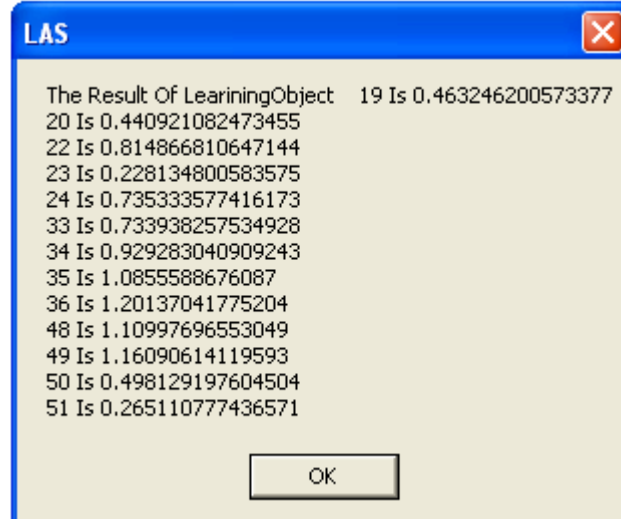 LAS
The Result Of LeariningObject 19 Is 0.463246200573377
20 Is 0.440921082473455
22 Is 0.814866810647144
23 Is 0.228134800583575
24 Is 0.735333577416173
33 Is 0.733938257534928
34 Is 0.929283040909243
35 Is 1.0855588676087
36 Is 1.20137041775204
48 Is 1.10997696553049
49 Is 1.16090614119593
50 Is 0.498129197604504
51 Is 0.265110777436571
OK